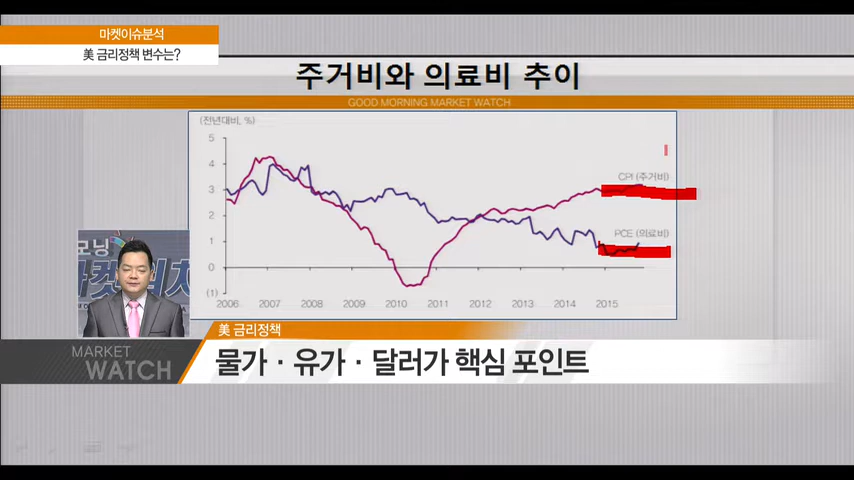 마켓이슈분석
美 금리정책 변수는?
주거비와 의료비 추이
GOOD MORNING MARKET WATCH
(전년대비, %)
5
4
3
2
1
0
(1)
CPI (주거비)
PCE (의료비)
2006 2007 2008 2009 2010 2011 2012 2013 2014 2015
모닝
마켓워치
美 금리정책
MARKET
WATCH
물가 · 유가 · 달러가 핵심 포인트